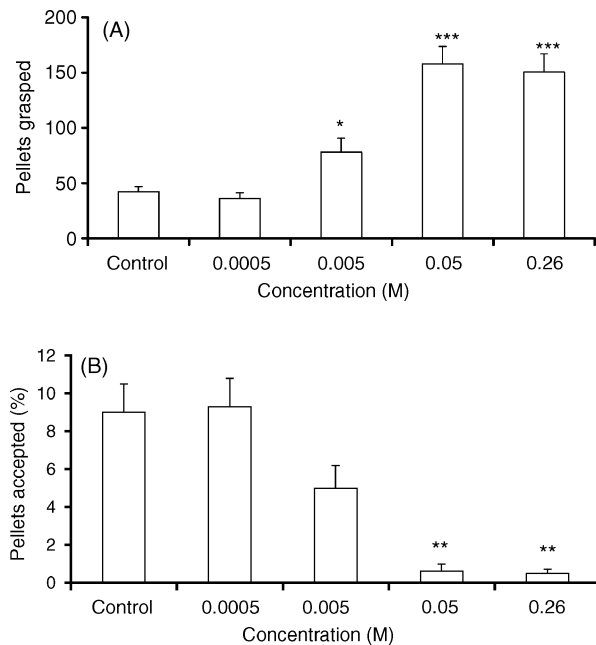 (A)
Pellets grasped
200
150
100
50
0
*
***
***
Control 0.0005 0.005 0.05 0.26
Concentration (M)
(B)
Pellets accepted (%)
12
10
8
6
4
2
0
**
**
Control 0.0005 0.005 0.05 0.26
Concentration (M)